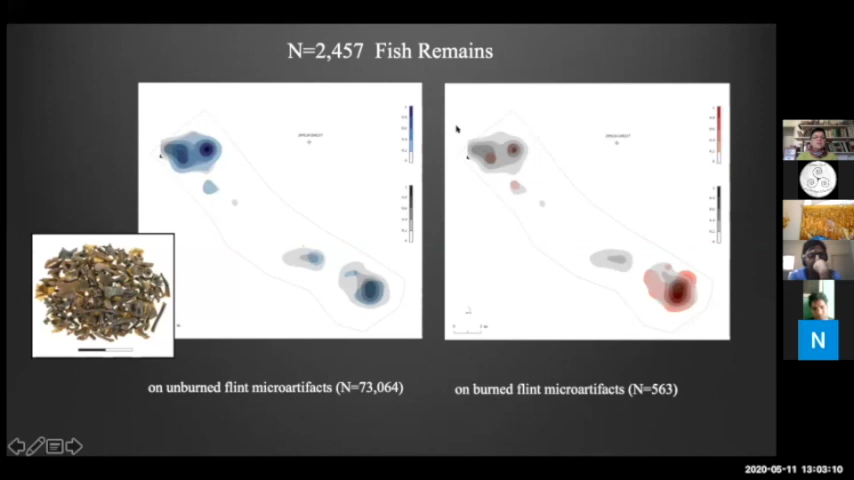 N=2,457 Fish Remains
on unburned flint microartifacts (N=73,064)
on burned flint microartifacts (N=563)
N
2020-05-11 13:03:10